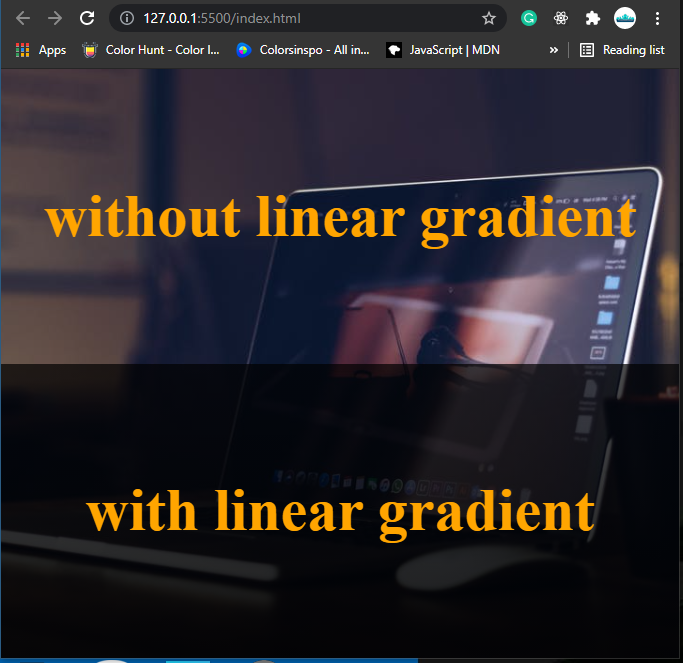 127.0.0.1:5500/index.html
Apps Color Hunt - Color I... Colorsinspo - All in... JavaScript | MDN » Reading list
without linear gradient
with linear gradient